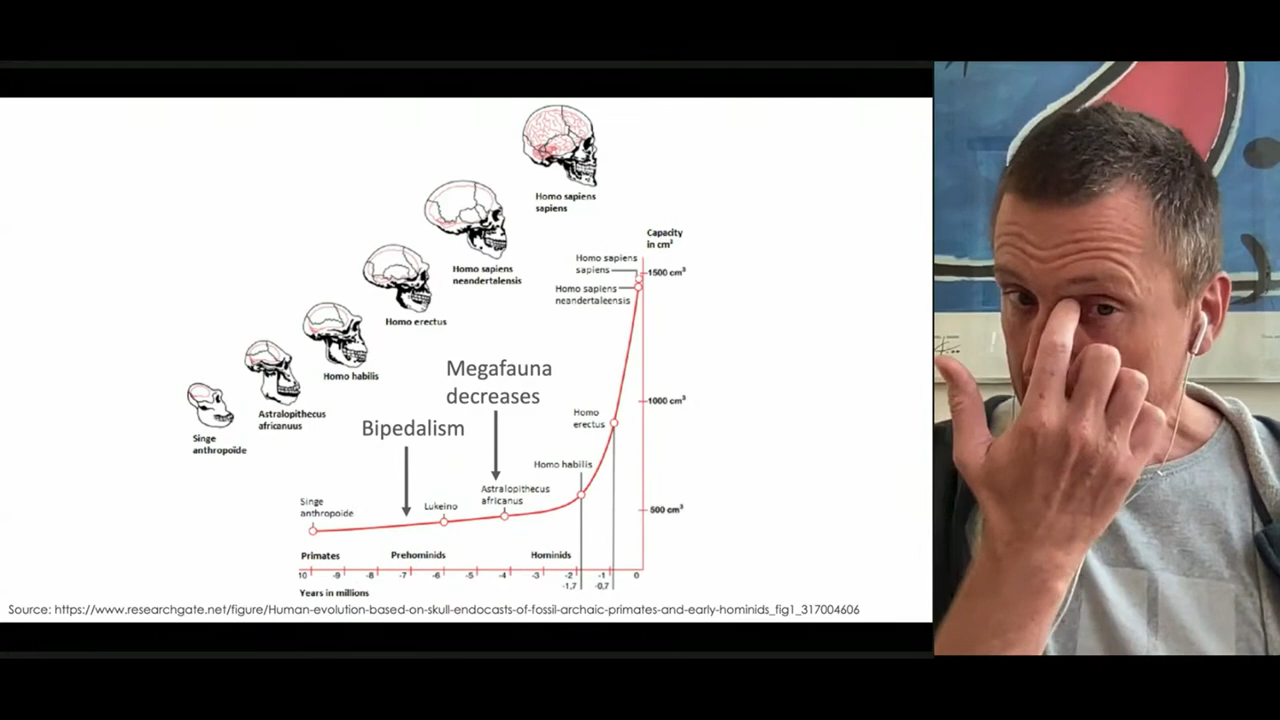 Homo sapiens
sapiens
Homo sapiens
neandertalensis
Homo erectus
Homo habilis
Astralopithecus
africanuus
Singe
anthropoïde
Capacity
in cm³
Homo sapiens
sapiens
1500 cm³
Homo sapiens
neandertaleensis
Megafauna
decreases
1000 cm³
Homo
erectus
Bipedalism
Homo habilis
Astralopithecus
africanus
Singe
anthropoide
Lukeino
500 cm³
Primates
Prehominids
Hominids
10 -9 -8 -7 -6 -5 -4 -3 -2 -1 0
-1,7 -0,7
Years in millions
Source: https://www.researchgate.net/figure/Human-evolution-based-on-skull-endocasts-of-fossil-archaic-primates-and-early-hominids_fig1_317004606